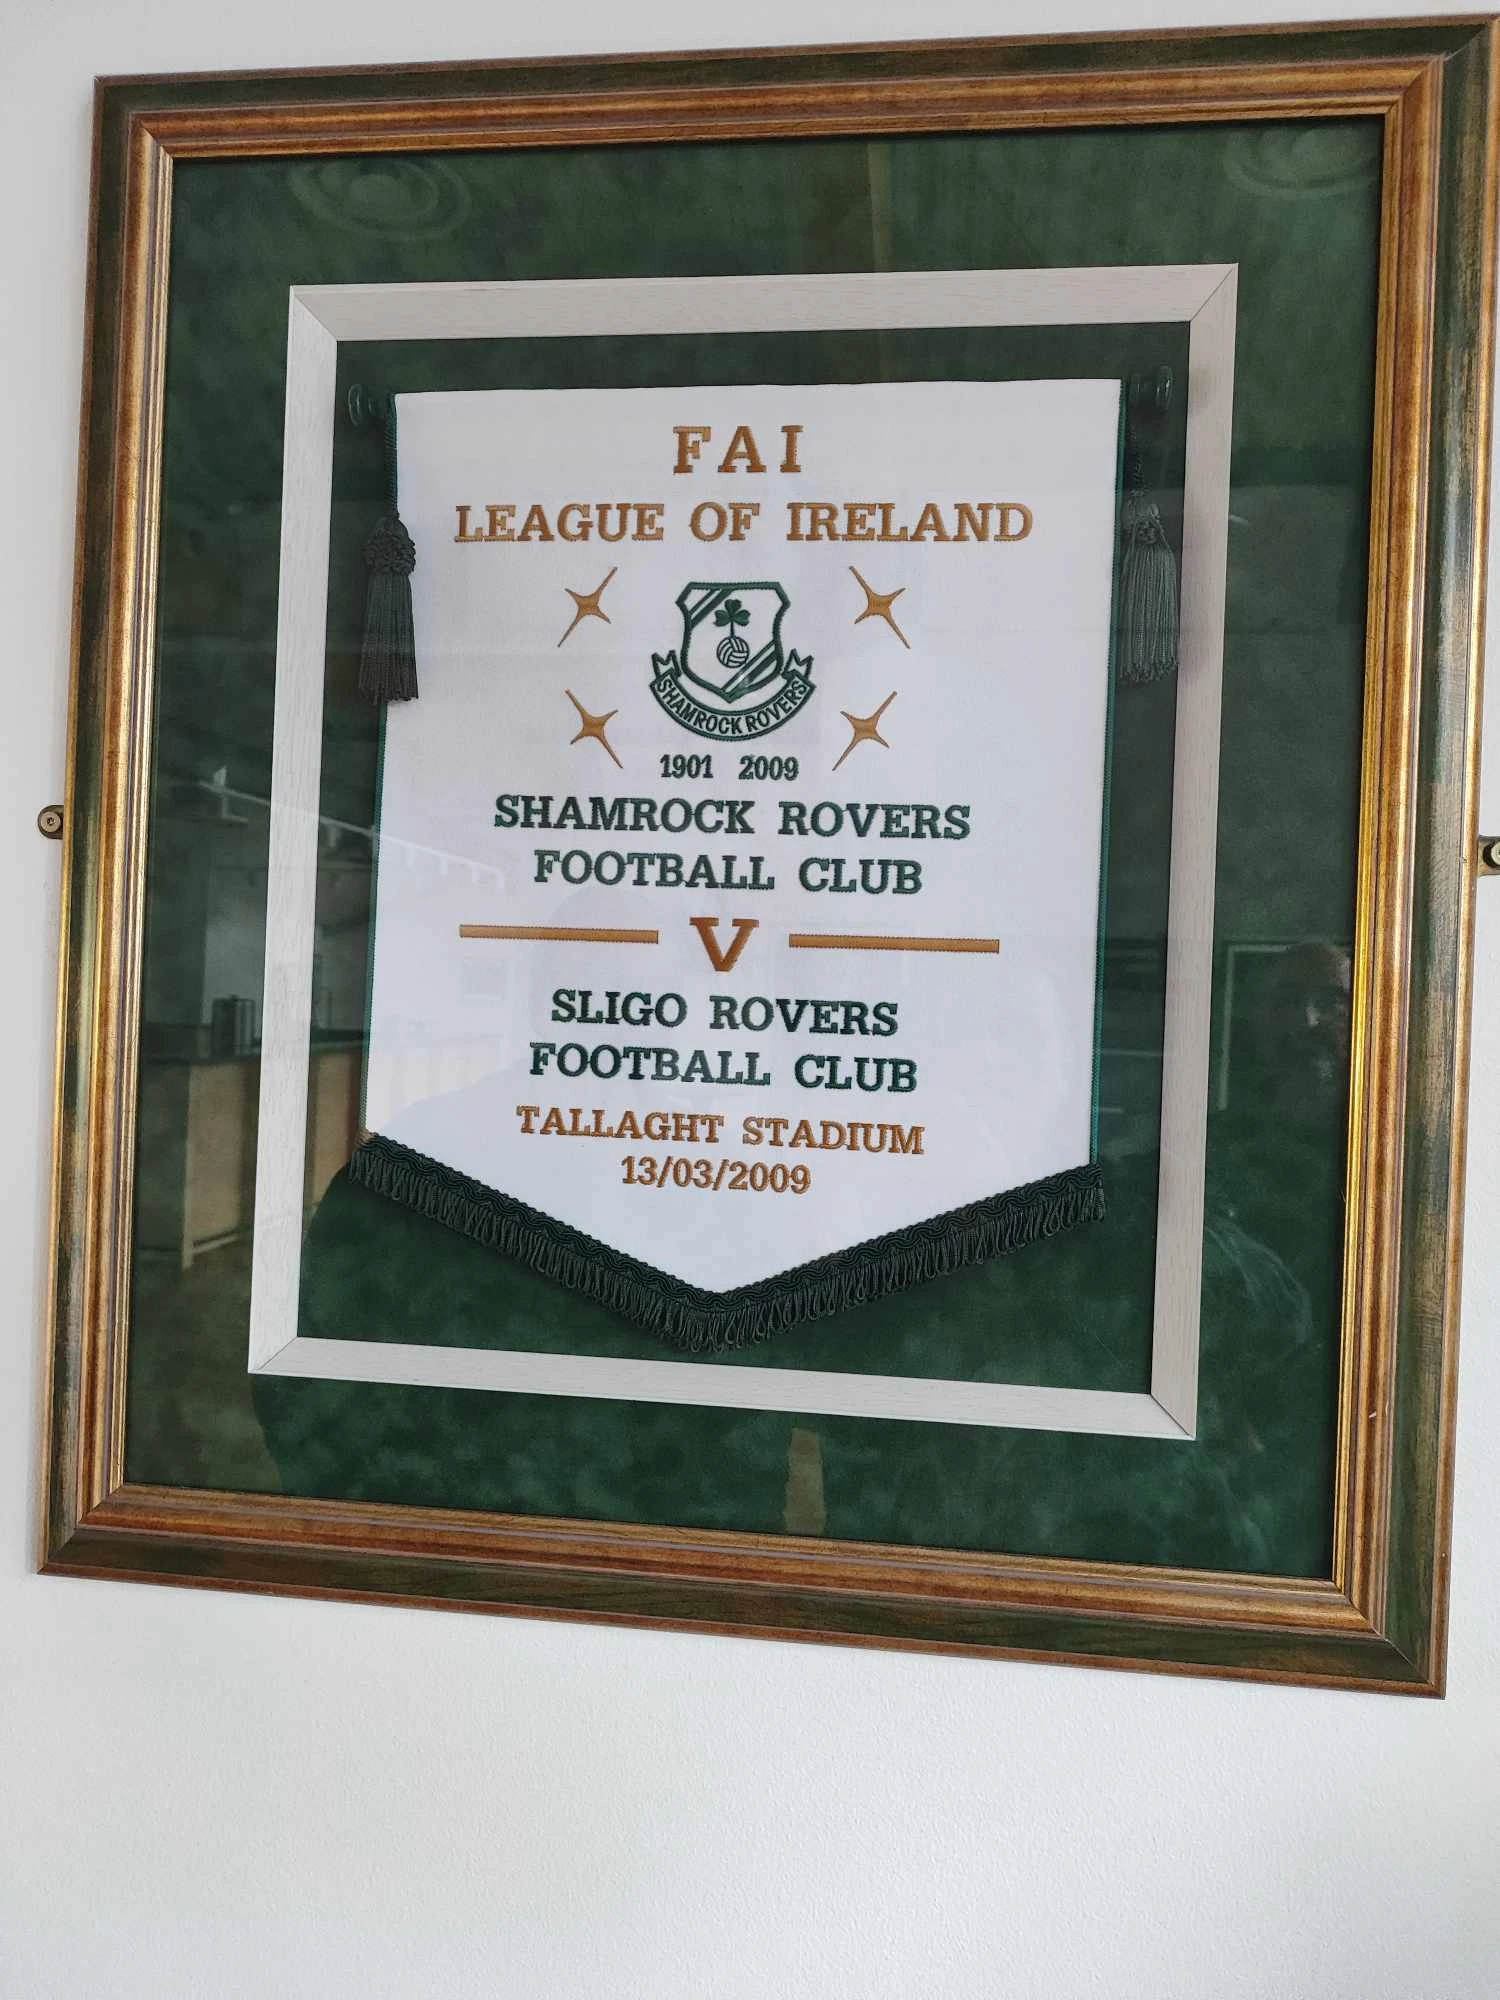 FAI
LEAGUE OF IRELAND
SHAMROCK ROVERS
1901 2009
SHAMROCK ROVERS
FOOTBALL CLUB
V
SLIGO ROVERS
FOOTBALL CLUB
TALLAGHT STADIUM
13/03/2009